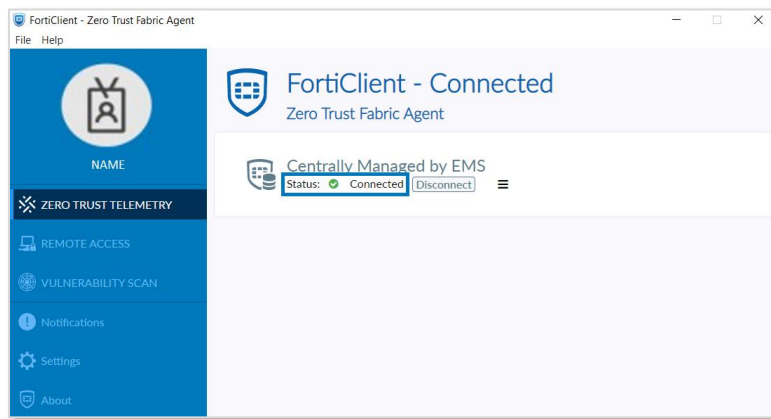 FortiClient - Zero Trust Fabric Agent
File Help
NAME
ZERO TRUST TELEMETRY
REMOTE ACCESS
VULNERABILITY SCAN
Notifications
Settings
About
FortiClient - Connected
Zero Trust Fabric Agent
Centrally Managed by EMS
Status: Connected Disconnect